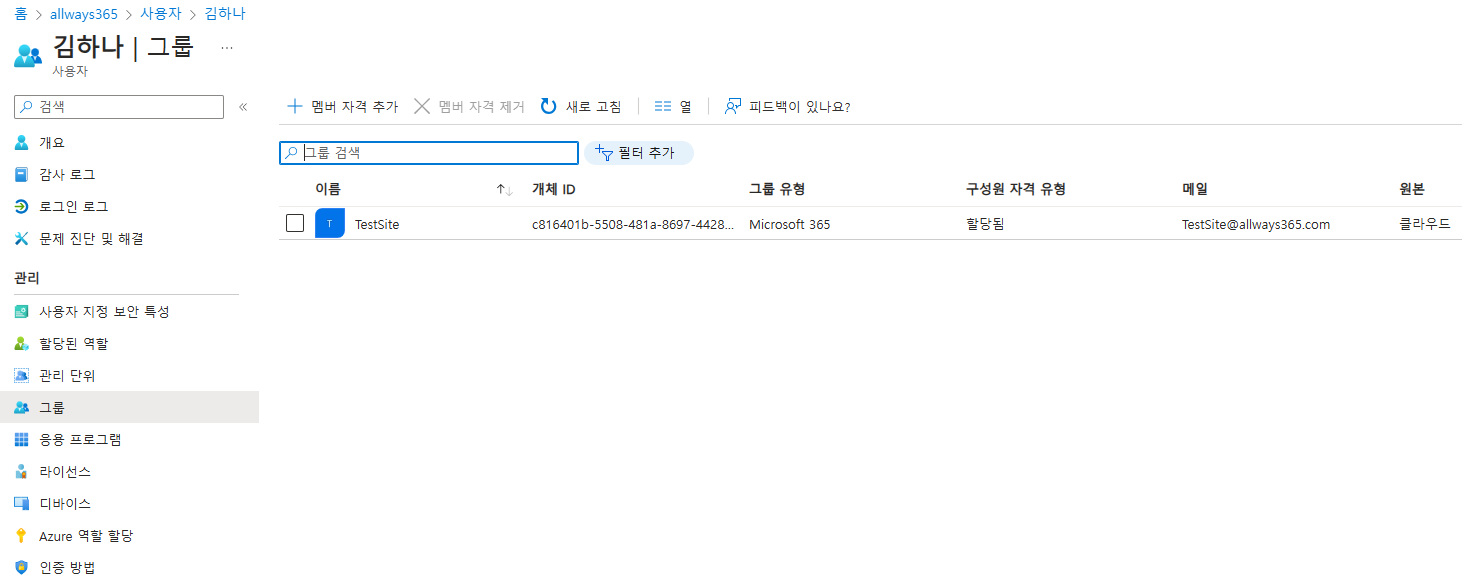 홈 > allways365 > 사용자 > 김하나
김하나 | 그룹 ...
사용자
검색 «
개요
감사 로그
로그인 로그
문제 진단 및 해결
관리
사용자 지정 보안 특성
할당된 역할
관리 단위
그룹
응용 프로그램
라이선스
디바이스
Azure 역할 할당
인증 방법
멤버 자격 추가 멤버 자격 제거 새로 고침 열 피드백이 있나요?
그룹 검색 필터 추가
이름 개체 ID 그룹 유형 구성원 자격 유형 메일 원본
T TestSite c816401b-5508-481a-8697-4428... Microsoft 365 할당됨 TestSite@allways365.com 클라우드